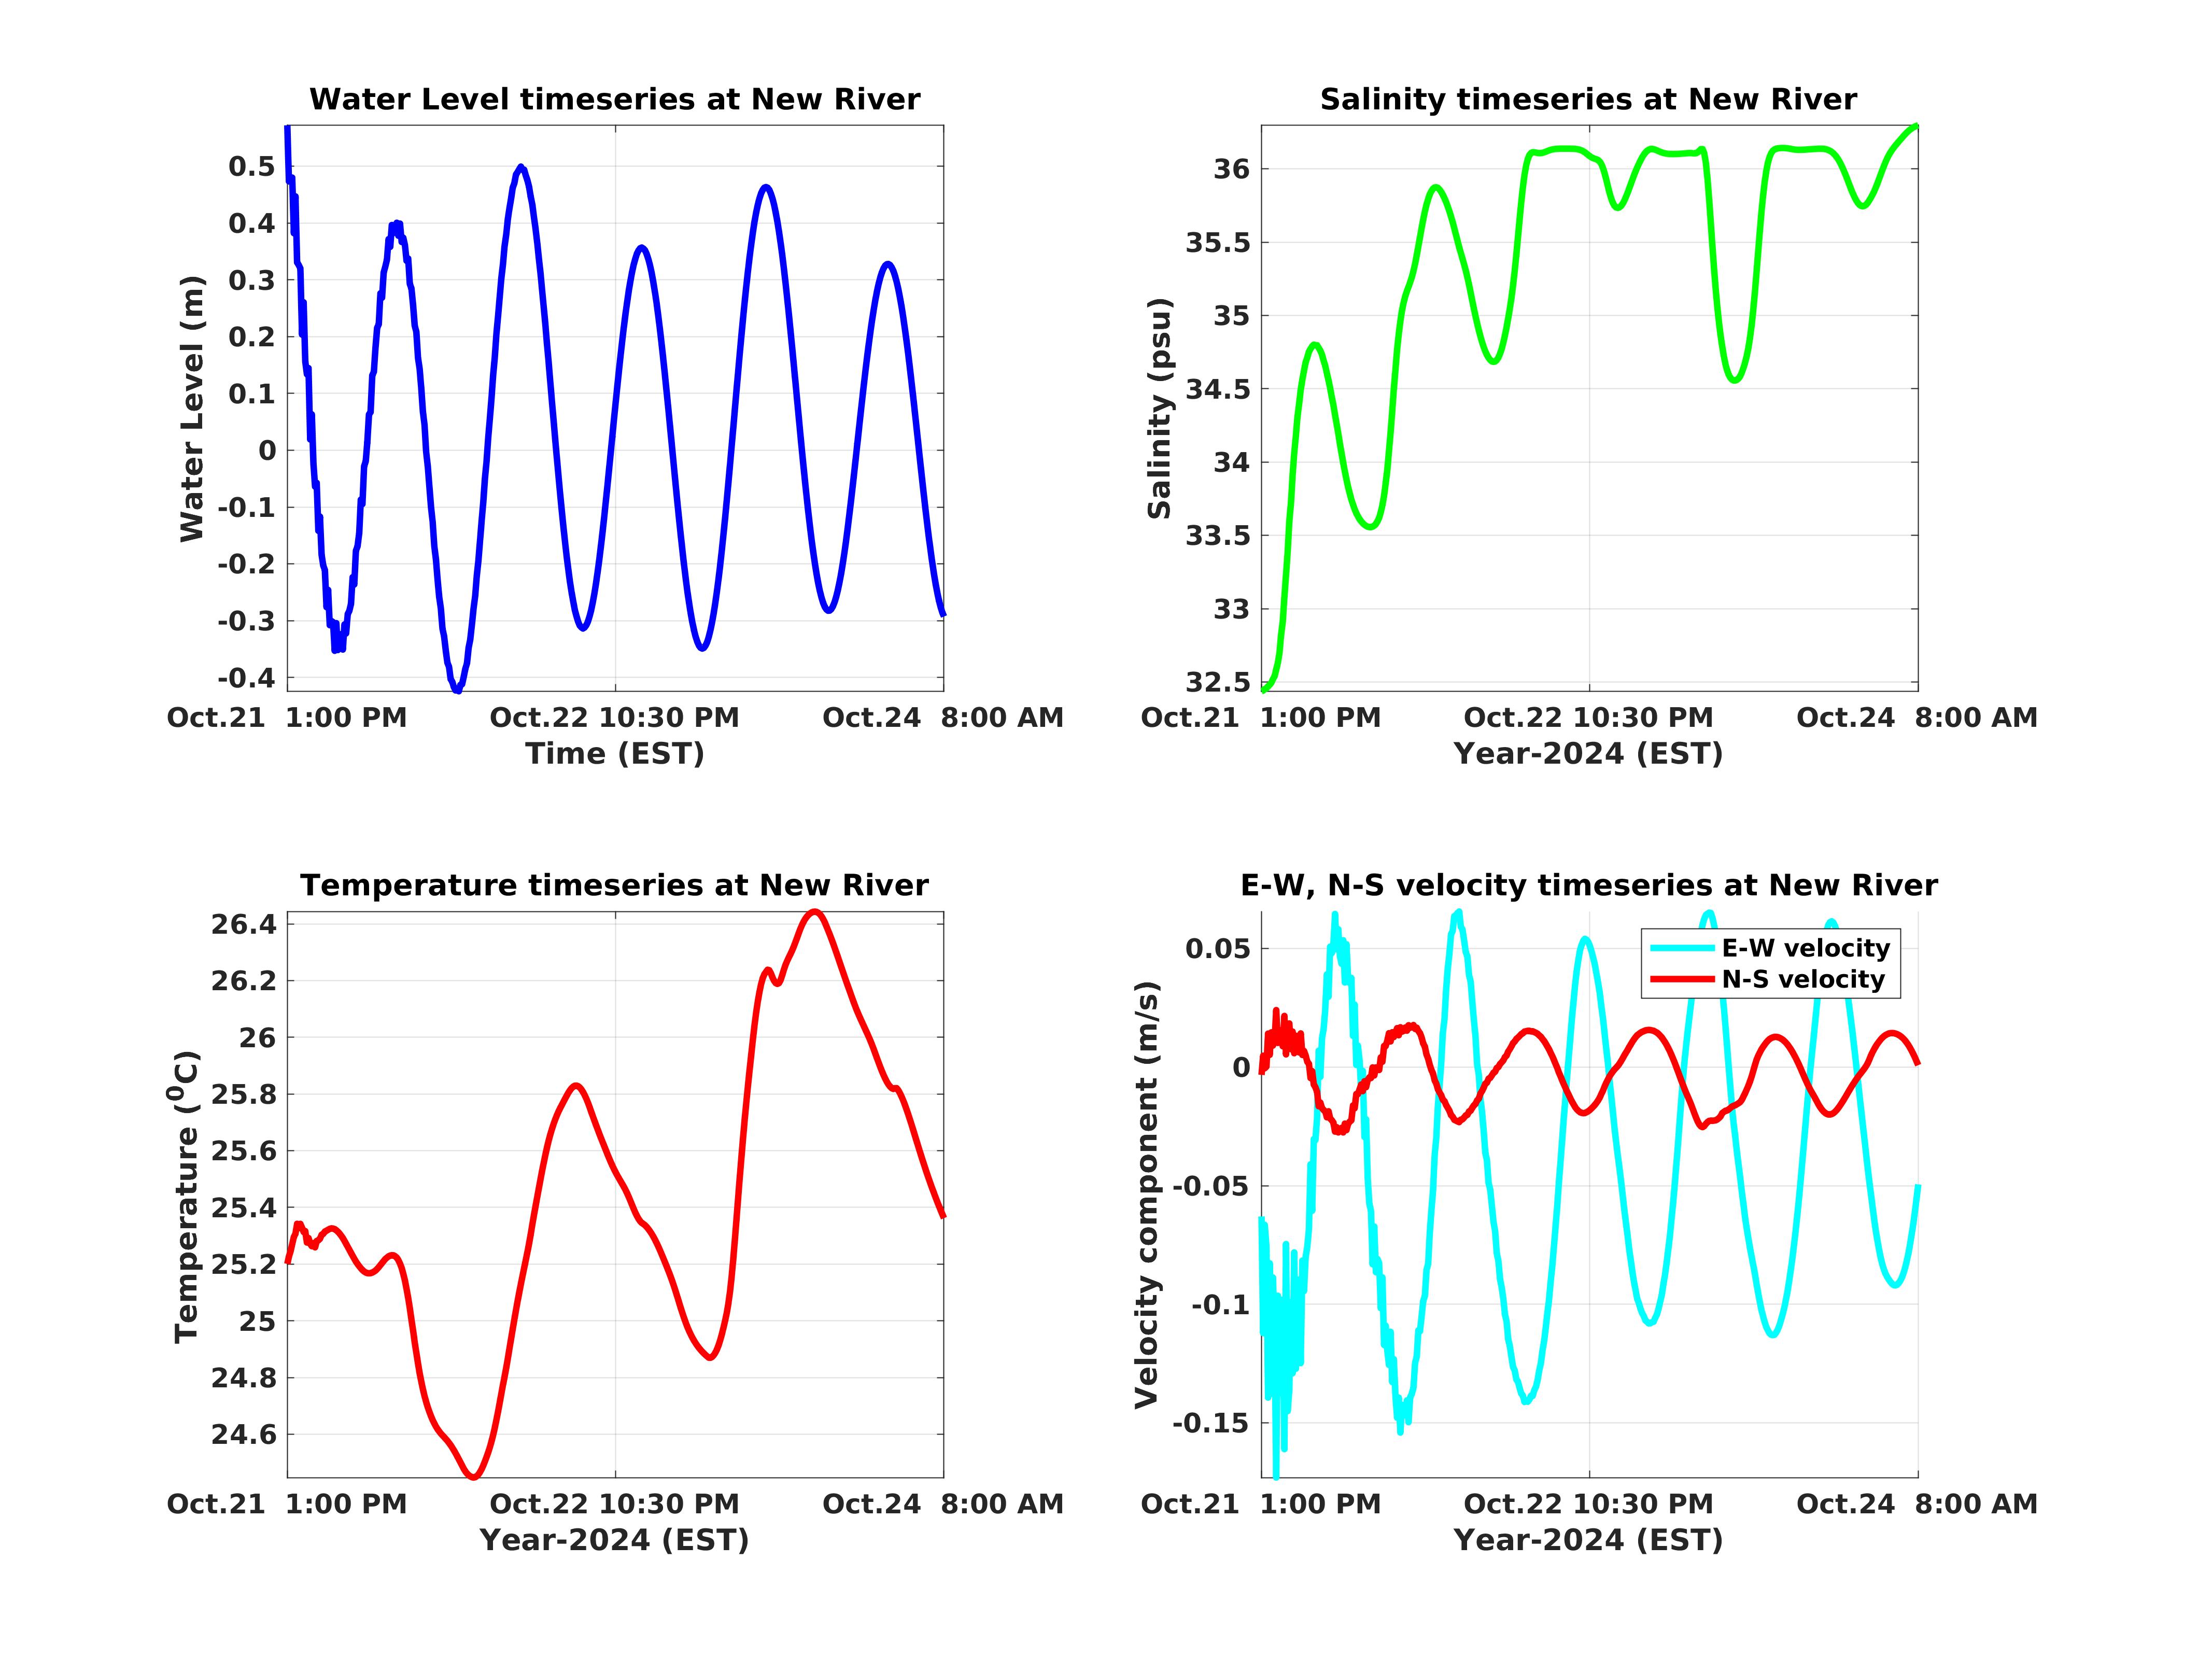 Water Level timeseries at New River
Water Level (m)
0.5
0.4
0.3
0.2
0.1
0
-0.1
-0.2
-0.3
-0.4
Oct.21 1:00 PM
Oct.22 10:30 PM
Oct.24 8:00 AM
Time (EST)
Salinity timeseries at New River
Salinity (psu)
36
35.5
35
34.5
34
33.5
33
32.5
Oct.21 1:00 PM
Oct.22 10:30 PM
Oct.24 8:00 AM
Year-2024 (EST)
Temperature timeseries at New River
Temperature (⁰C)
26.4
26.2
26
25.8
25.6
25.4
25.2
25
24.8
24.6
Oct.21 1:00 PM
Oct.22 10:30 PM
Oct.24 8:00 AM
Year-2024 (EST)
E-W, N-S velocity timeseries at New River
Velocity component (m/s)
0.05
0
-0.05
-0.1
-0.15
E-W velocity
N-S velocity
Oct.21 1:00 PM
Oct.22 10:30 PM
Oct.24 8:00 AM
Year-2024 (EST)